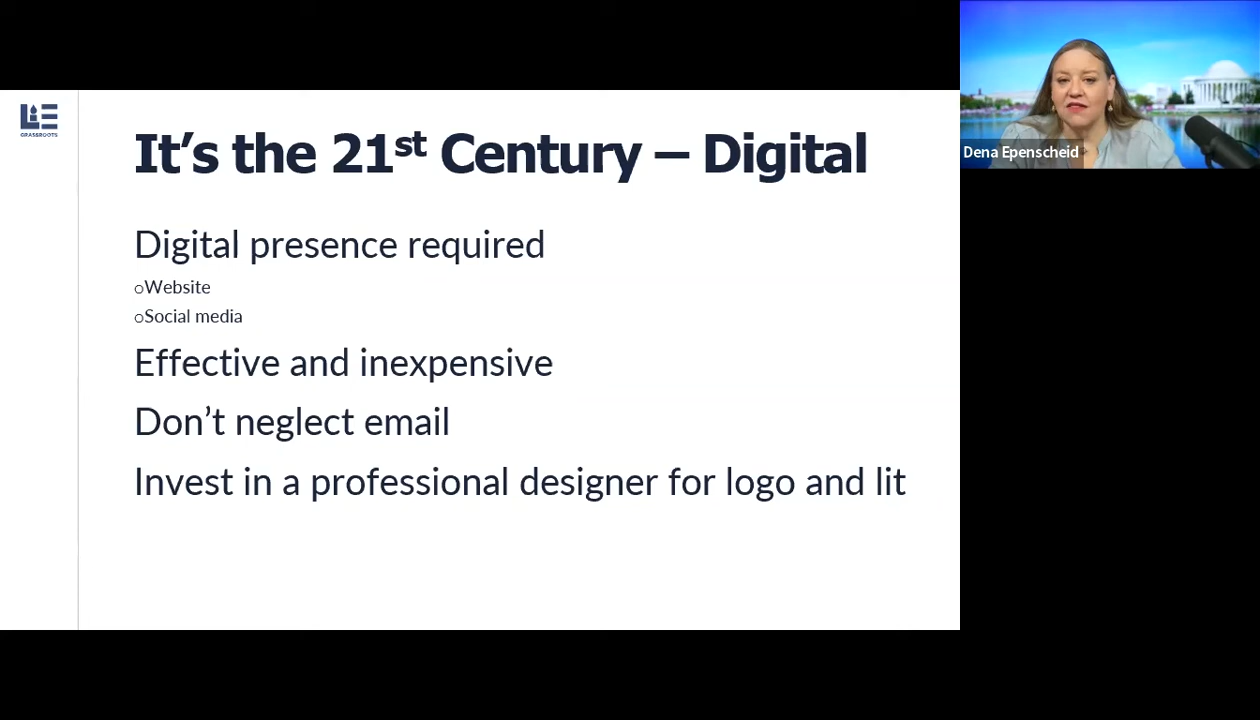 GRASSROOTS
It’s the 21st Century – Digital
Digital presence required
○Website
○Social media
Effective and inexpensive
Don’t neglect email
Invest in a professional designer for logo and lit
Dena Epenscheid